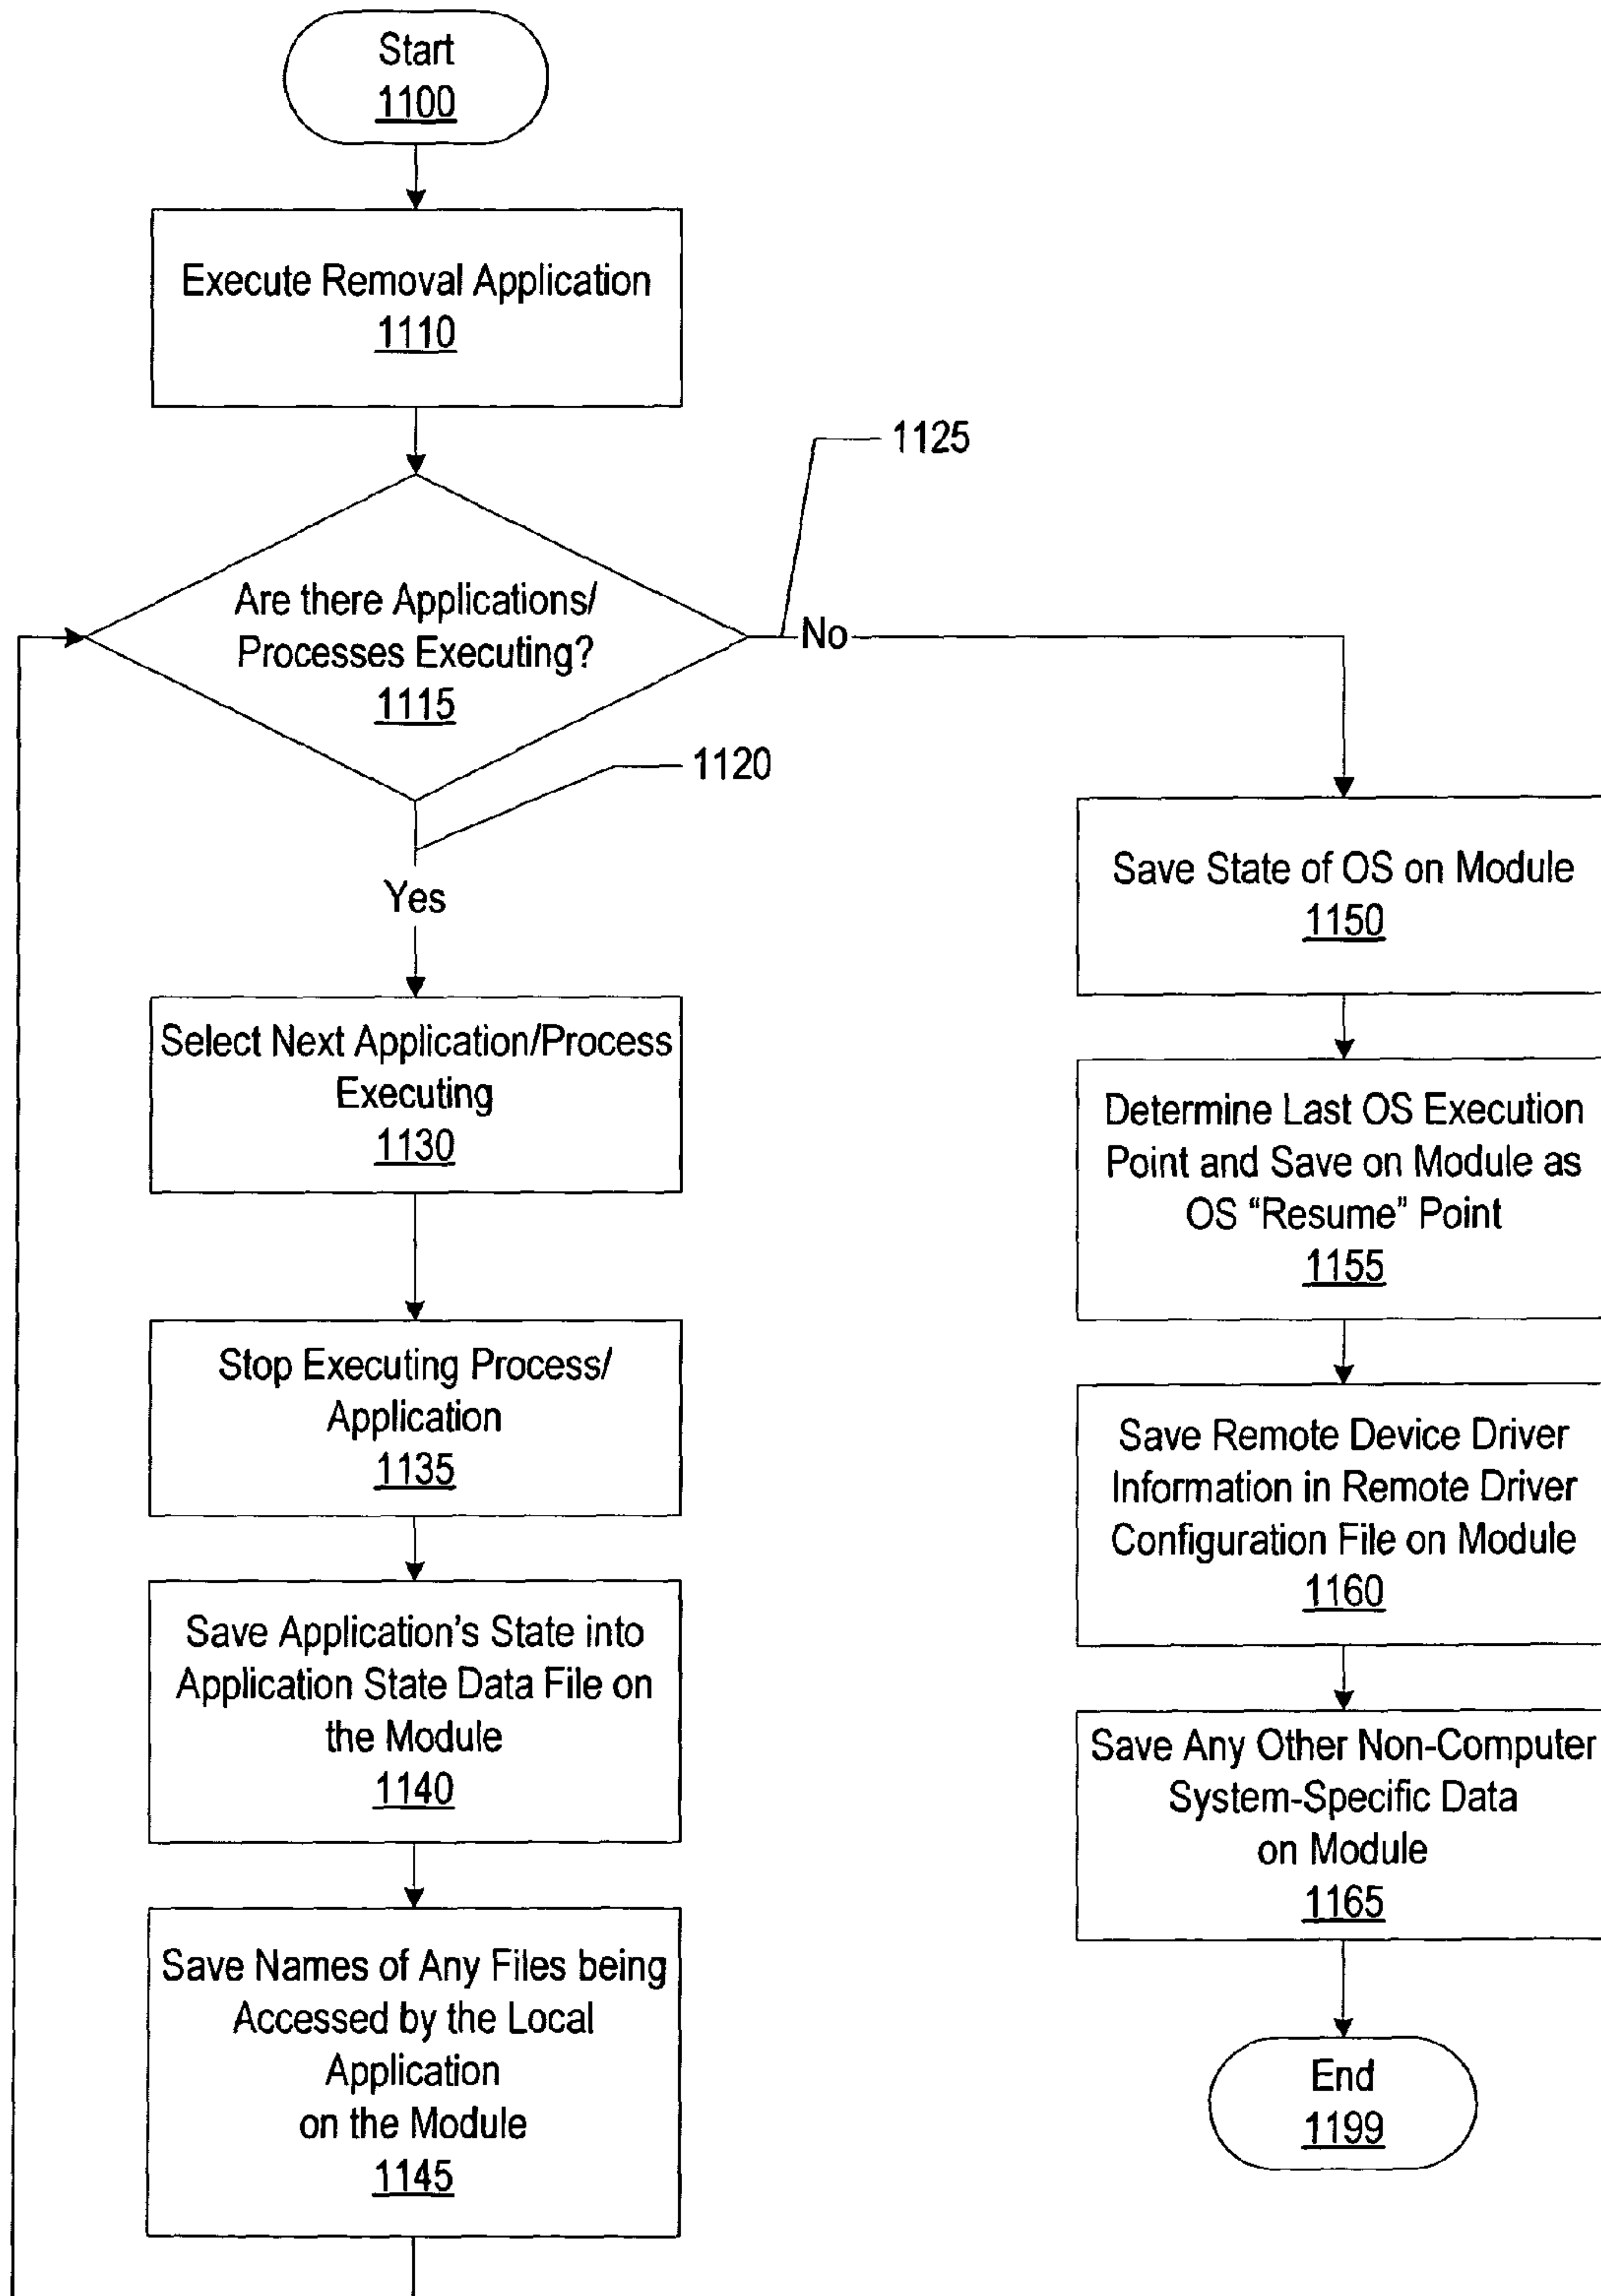 Start
1100
Execute Removal Application
1110
Are there Applications/
Processes Executing?
1115
1125
No
1120
Yes
Select Next Application/Process
Executing
1130
Stop Executing Process/
Application
1135
Save Application's State into
Application State Data File on
the Module
1140
Save Names of Any Files being
Accessed by the Local
Application
on the Module
1145
Save State of OS on Module
1150
Determine Last OS Execution
Point and Save on Module as
OS “Resume” Point
1155
Save Remote Device Driver
Information in Remote Driver
Configuration File on Module
1160
Save Any Other Non-Computer
System-Specific Data
on Module
1165
End
1199